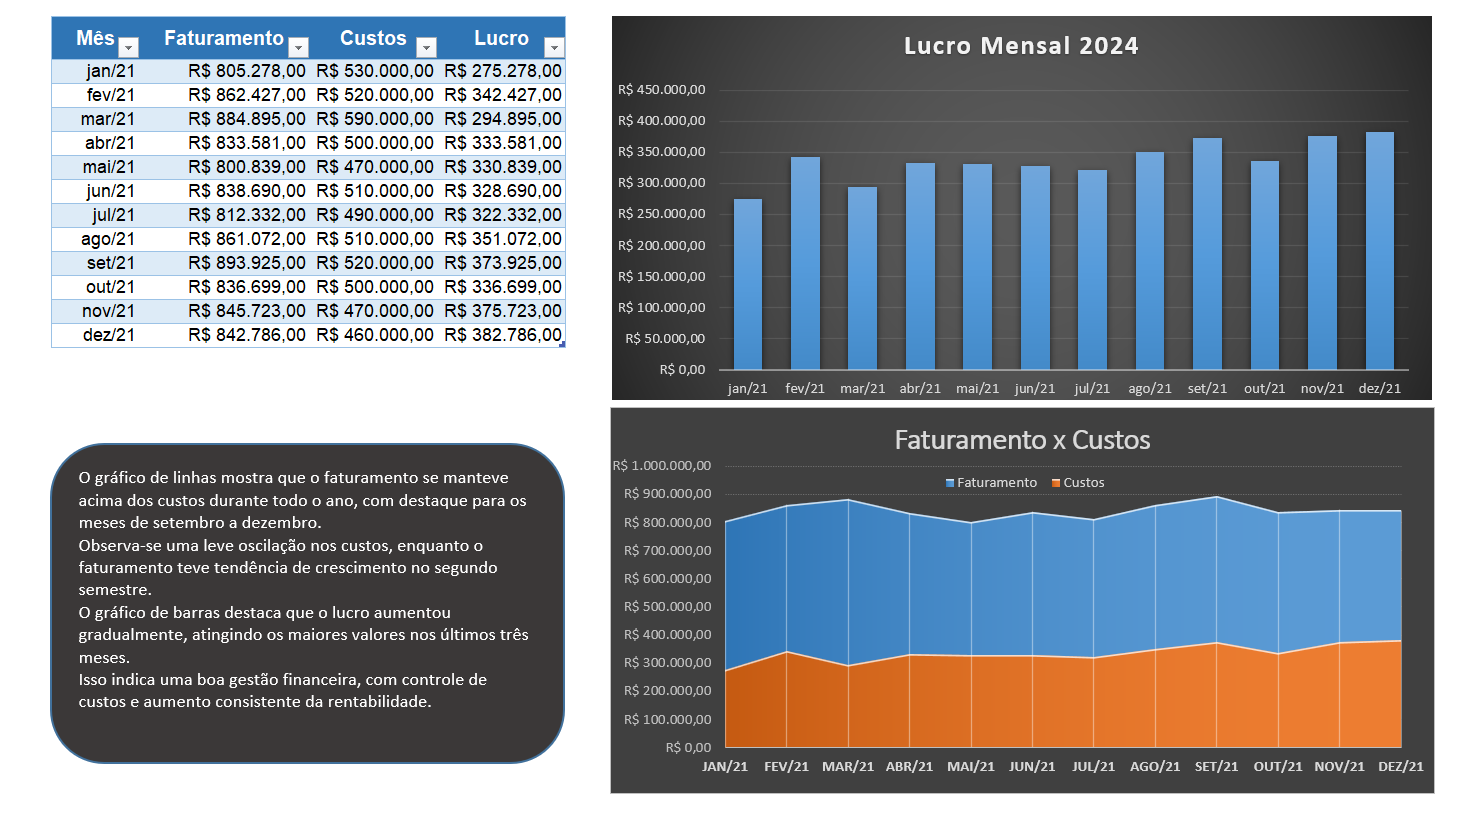 Mês Faturamento Custos Lucro
jan/21 R$ 805.278,00 R$ 530.000,00 R$ 275.278,00
fev/21 R$ 862.427,00 R$ 520.000,00 R$ 342.427,00
mar/21 R$ 884.895,00 R$ 590.000,00 R$ 294.895,00
abr/21 R$ 833.581,00 R$ 500.000,00 R$ 333.581,00
mai/21 R$ 800.839,00 R$ 470.000,00 R$ 330.839,00
jun/21 R$ 838.690,00 R$ 510.000,00 R$ 328.690,00
jul/21 R$ 812.332,00 R$ 490.000,00 R$ 322.332,00
ago/21 R$ 861.072,00 R$ 510.000,00 R$ 351.072,00
set/21 R$ 893.925,00 R$ 520.000,00 R$ 373.925,00
out/21 R$ 836.699,00 R$ 500.000,00 R$ 336.699,00
nov/21 R$ 845.723,00 R$ 470.000,00 R$ 375.723,00
dez/21 R$ 842.786,00 R$ 460.000,00 R$ 382.786,00
Lucro Mensal 2024
R$ 450.000,00
R$ 400.000,00
R$ 350.000,00
R$ 300.000,00
R$ 250.000,00
R$ 200.000,00
R$ 150.000,00
R$ 100.000,00
R$ 50.000,00
R$ 0,00
jan/21 fev/21 mar/21 abr/21 mai/21 jun/21 jul/21 ago/21 set/21 out/21 nov/21 dez/21
O gráfico de linhas mostra que o faturamento se manteve
acima dos custos durante todo o ano, com destaque para os
meses de setembro a dezembro.
Observa-se uma leve oscilação nos custos, enquanto o
faturamento teve tendência de crescimento no segundo
semestre.
O gráfico de barras destaca que o lucro aumentou
gradualmente, atingindo os maiores valores nos últimos três
meses.
Isso indica uma boa gestão financeira, com controle de
custos e aumento consistente da rentabilidade.
Faturamento x Custos
R$ 1.000.000,00
Faturamento Custos
R$ 900.000,00
R$ 800.000,00
R$ 700.000,00
R$ 600.000,00
R$ 500.000,00
R$ 400.000,00
R$ 300.000,00
R$ 200.000,00
R$ 100.000,00
R$ 0,00
JAN/21 FEV/21 MAR/21 ABR/21 MAI/21 JUN/21 JUL/21 AGO/21 SET/21 OUT/21 NOV/21 DEZ/21